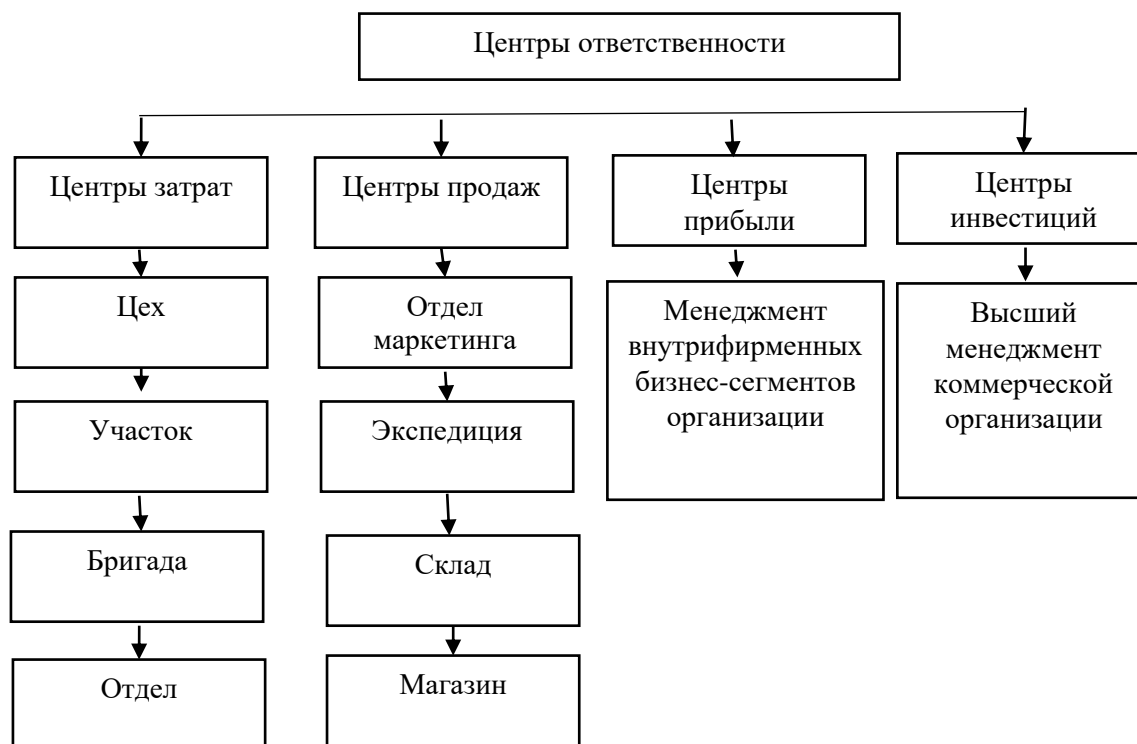 Центры ответственности
Центры затрат
Центры продаж
Центры
прибыли
Центры
инвестиций
Цех
Отдел
маркетинга
Менеджмент
внутрифирменных
бизнес-сегментов
организации
Высший
менеджмент
коммерческой
организации
Участок
Экспедиция
Бригада
Склад
Отдел
Магазин